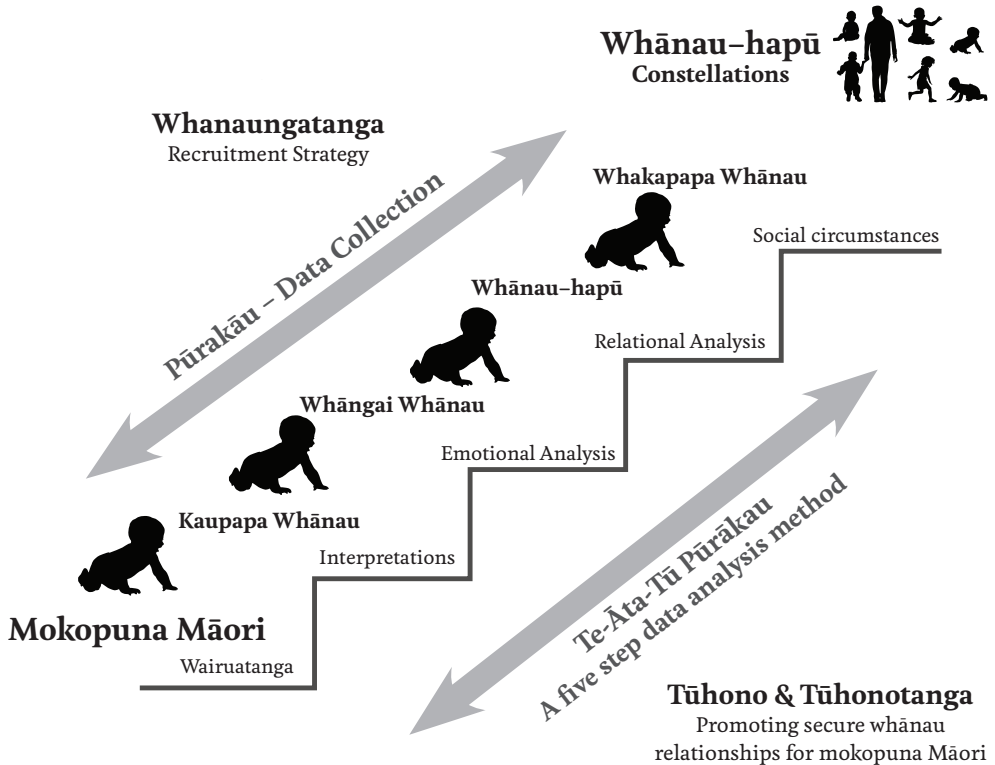 Whānau–hapū
Constellations
Whanaungatanga
Recruitment Strategy
Pūrakāu – Data Collection
Whakapapa Whānau
Social circumstances
Whānau–hapū
Relational Analysis
Whāngai Whānau
Emotional Analysis
Kaupapa Whānau
Interpretations
Mokopuna Māori
Wairuatanga
Te-Āta-Tū Pūrākau
A five step data analysis method
Tūhono & Tūhonotanga
Promoting secure whānau
relationships for mokopuna Māori